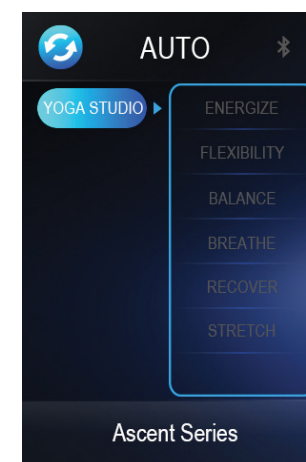 AUTO
YOGA STUDIO
ENERGIZE
FLEXIBILITY
BALANCE
BREATHE
RECOVER
STRETCH
Ascent Series